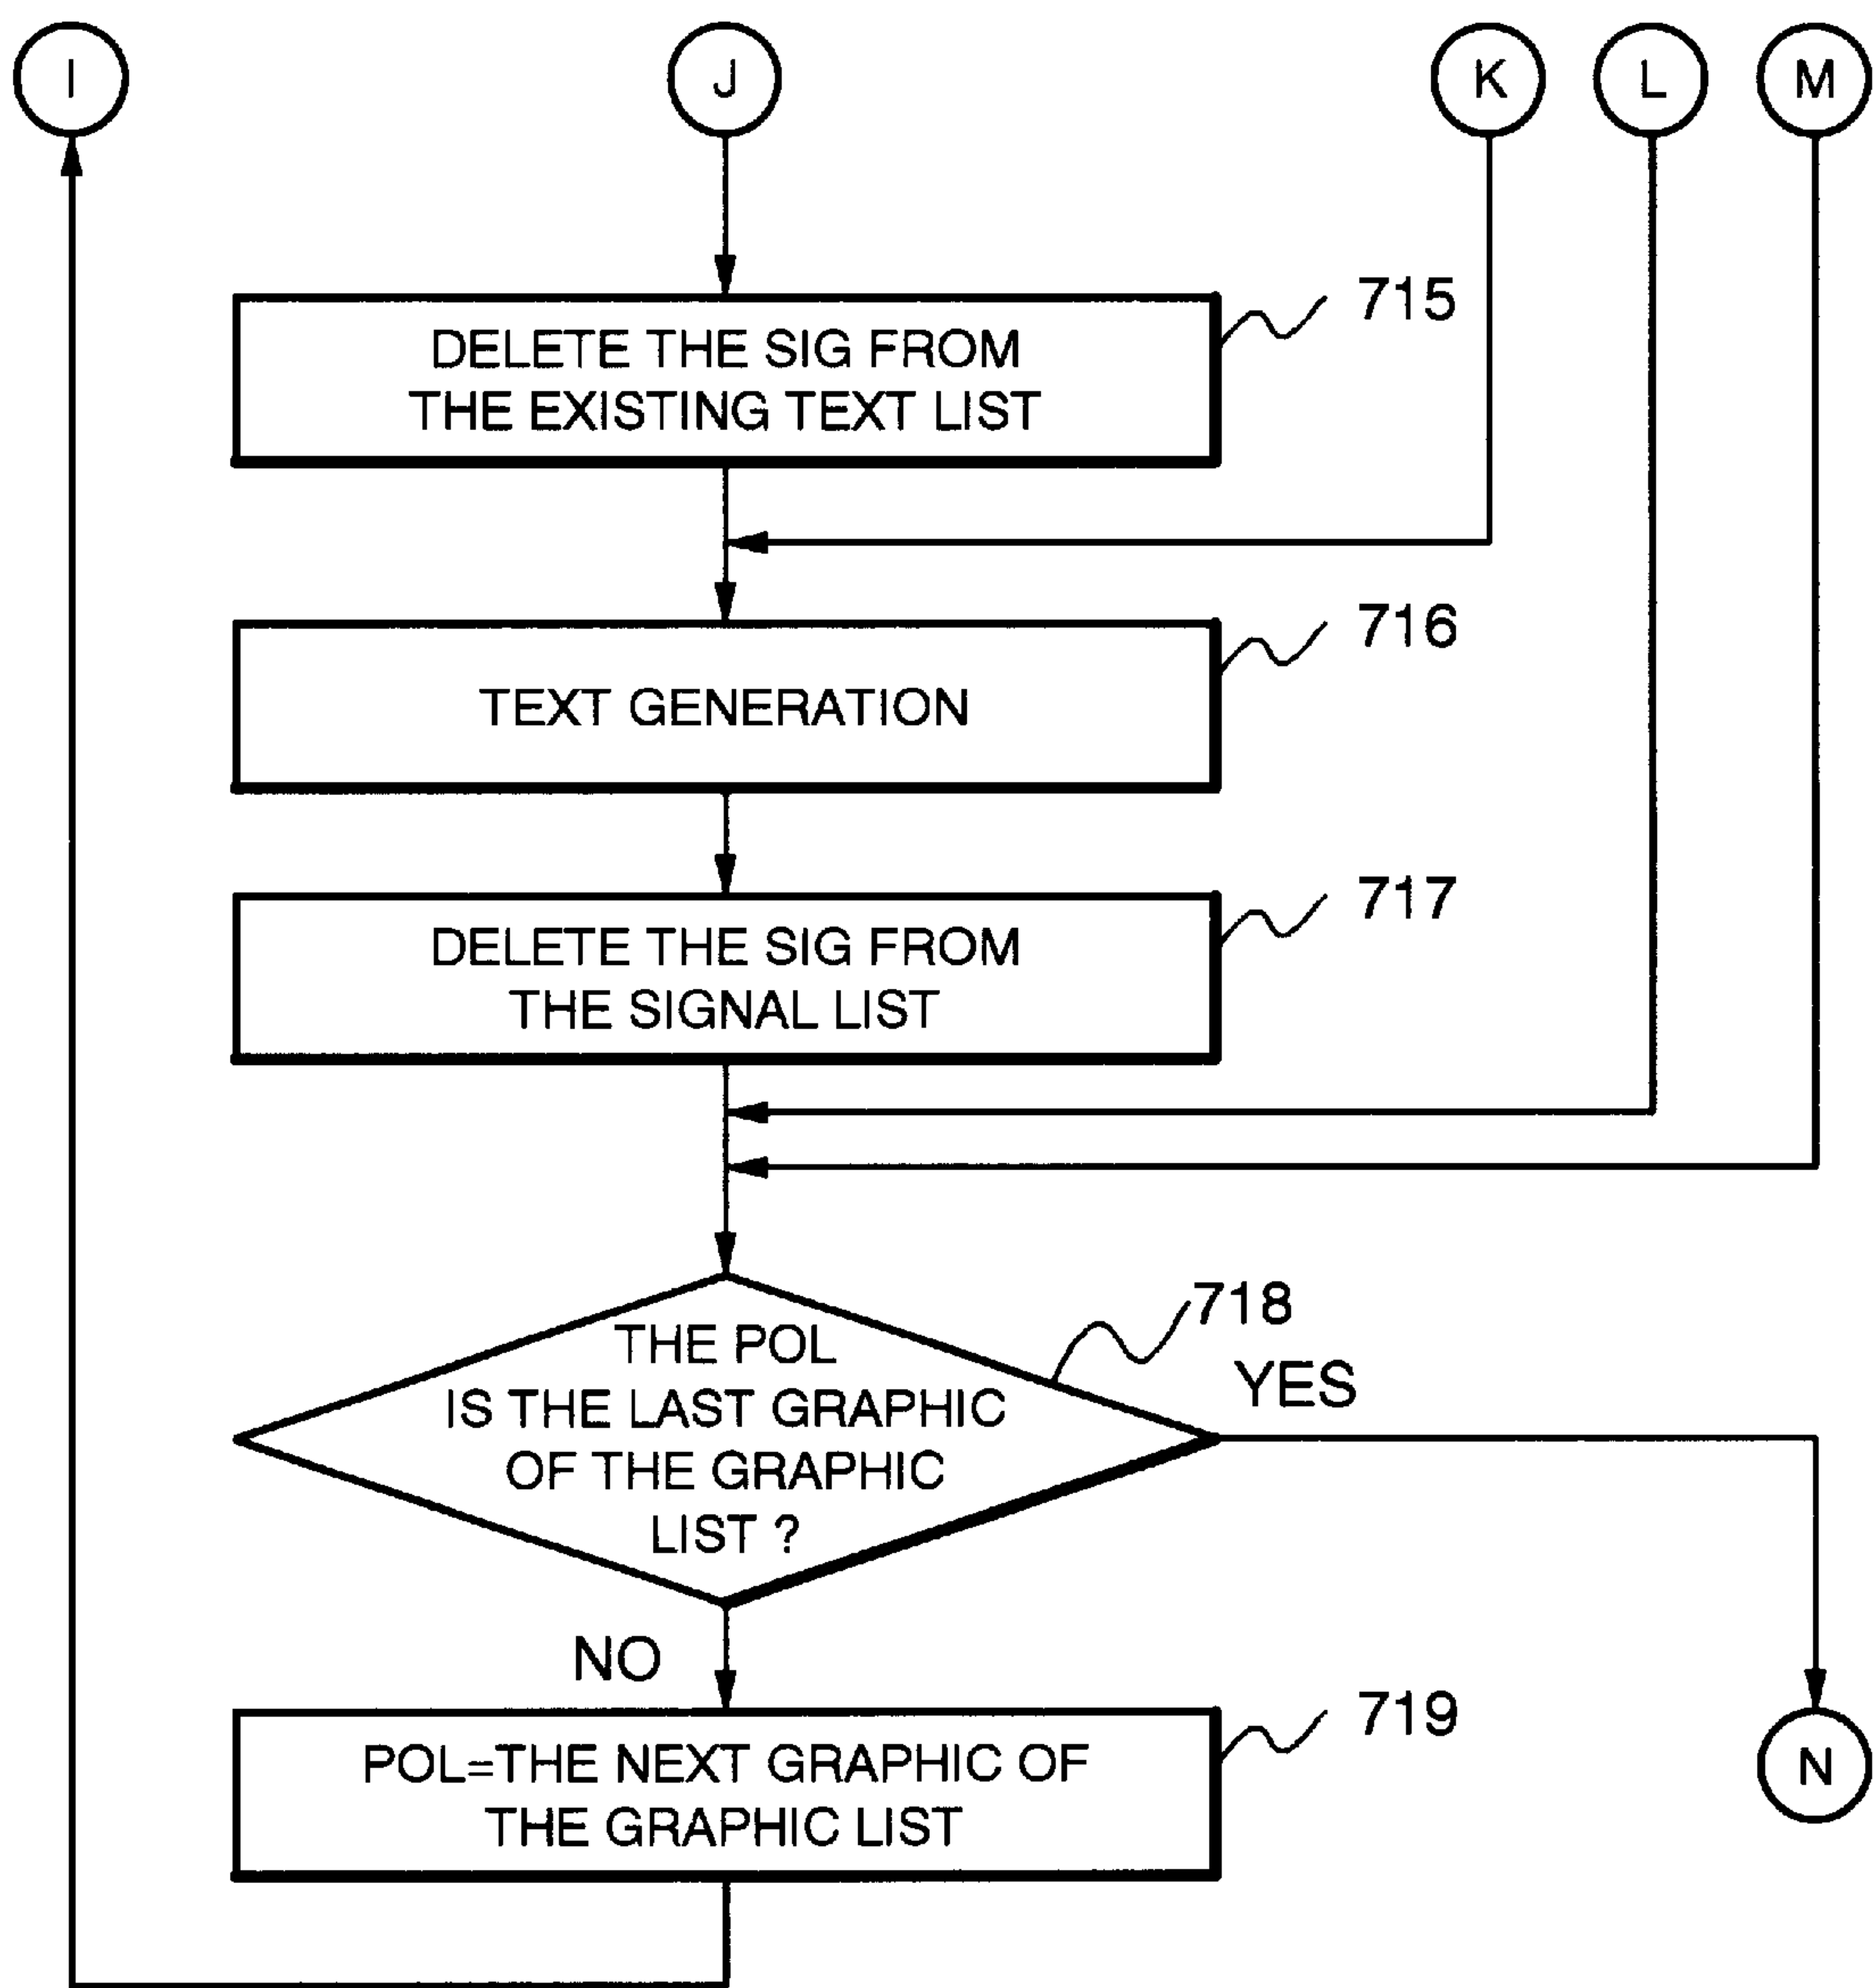 I
J
K
L
M
715
DELETE THE SIG FROM
THE EXISTING TEXT LIST
716
TEXT GENERATION
717
DELETE THE SIG FROM
THE SIGNAL LIST
718
THE POL
IS THE LAST GRAPHIC
OF THE GRAPHIC
LIST ?
YES
NO
719
POL=THE NEXT GRAPHIC OF
THE GRAPHIC LIST
N